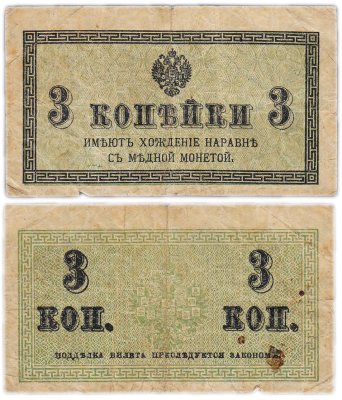 3 КОПѢЙКИ 3
ИМѢЮТЪ ХОЖДЕНІЕ НАРАВНѢ
СЪ МѢДНОЙ МОНЕТОЙ.
3 3
КОП. КОП.
ПОДДѢЛКА БИЛЕТА ПРЕСЛѢДУЕТСЯ ЗАКОНОМЪ.